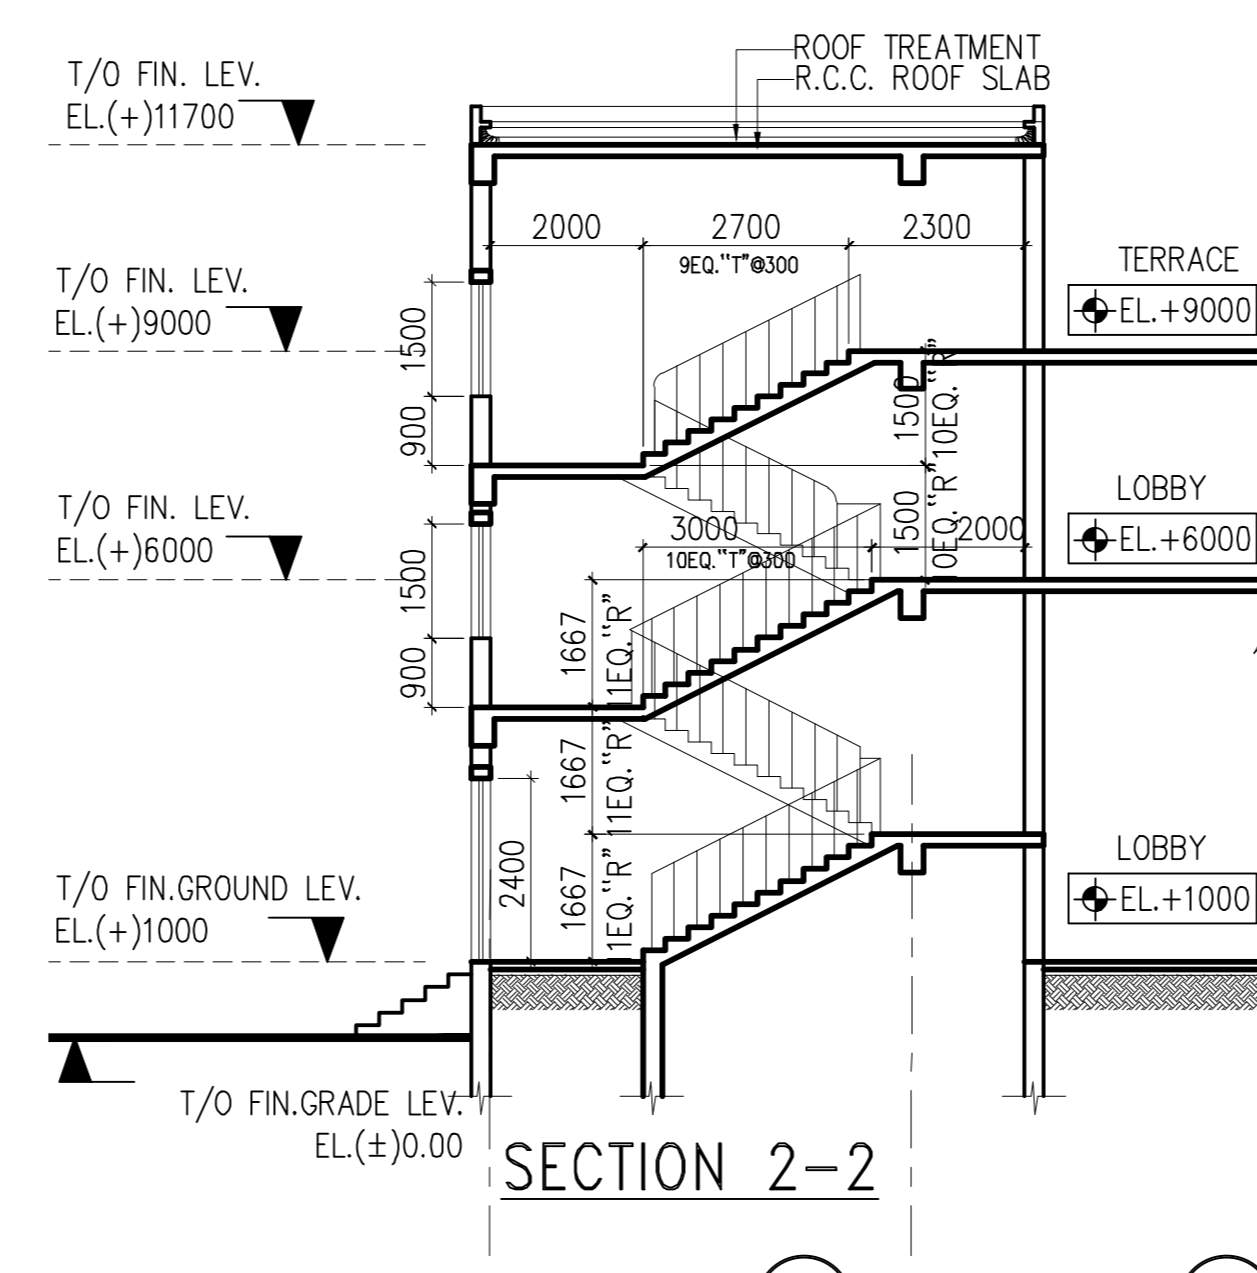 ROOF TREATMENT
R.C.C. ROOF SLAB
T/O FIN. LEV.
EL.(+)11700
2000
2700
2300
9EQ."T"@300
TERRACE
EL.+9000
T/O FIN. LEV.
EL.(+)9000
1500
900
1500
10EQ."R"
LOBBY
EL.+6000
T/O FIN. LEV.
EL.(+)6000
1500
10EQ."R"
3000
2000
10EQ."T"@300
1500
900
1667
11EQ."R"
1667
11EQ."R"
2400
1667
11EQ."R"
LOBBY
EL.+1000
T/O FIN.GROUND LEV.
EL.(+)1000
T/O FIN.GRADE LEV.
EL.(±)0.00
SECTION 2-2